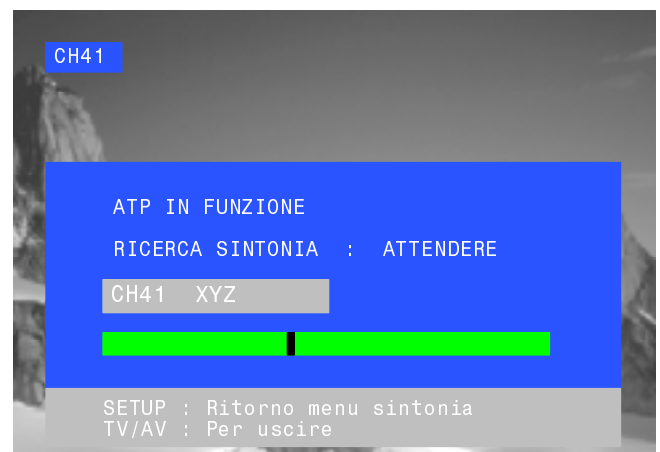 CH41
ATP IN FUNZIONE
RICERCA SINTONIA : ATTENDERE
CH41 XYZ
SETUP : Ritorno menu sintonia
TV/AV : Per uscire